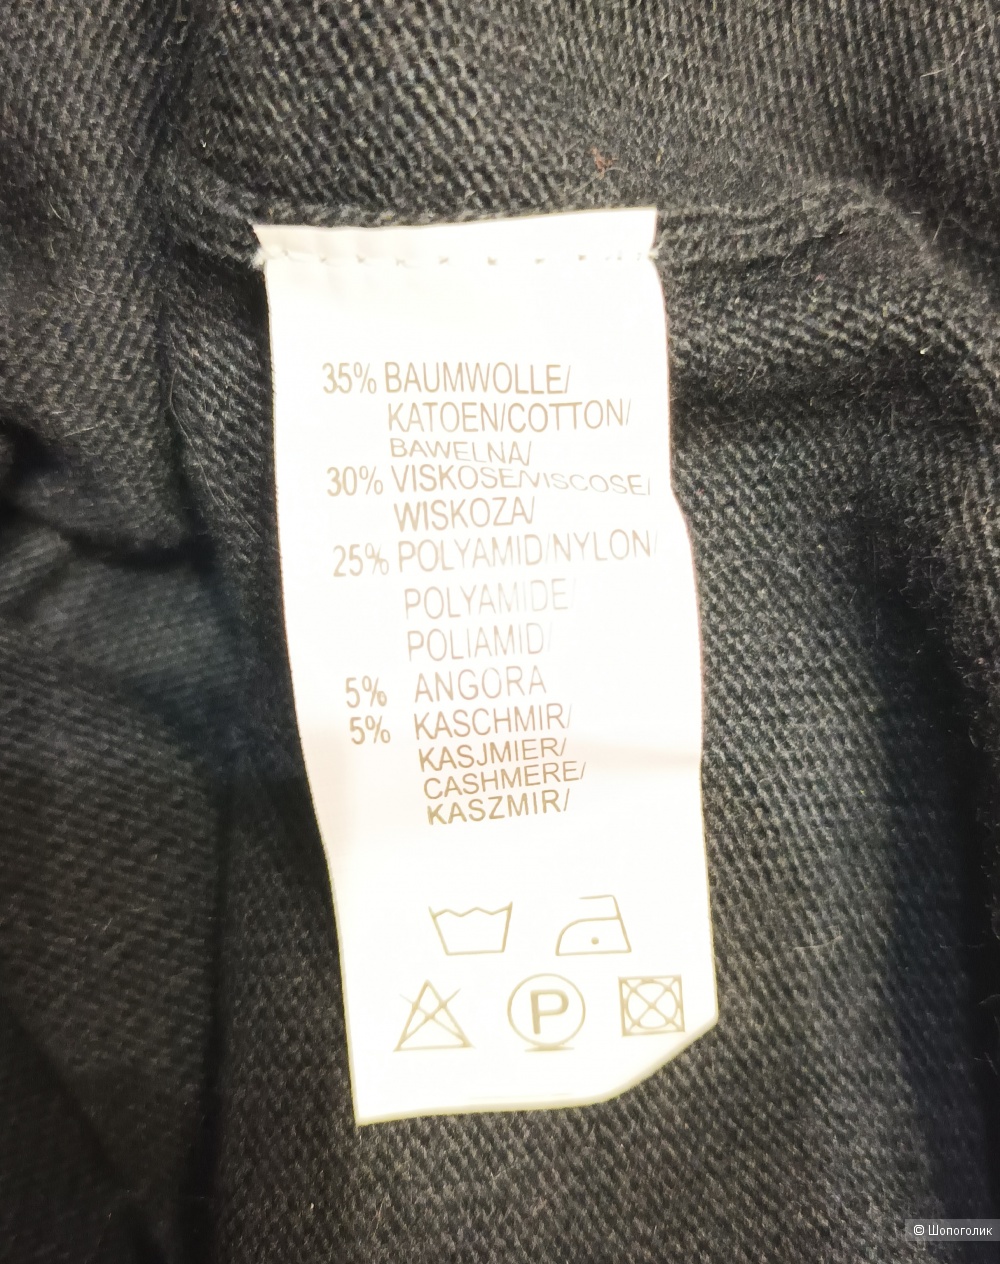 35% BAUMWOLLE/
KATOEN/COTTON/
BAWELNA/
30% VISKOSE/VISCOSE/
WISKOZA/
25% POLYAMID/NYLON/
POLYAMIDE/
POLIAMID/
5% ANGORA
5% KASCHMIR/
KASJMIER/
CASHMERE/
KASZMIR/
P
© Шопоголик